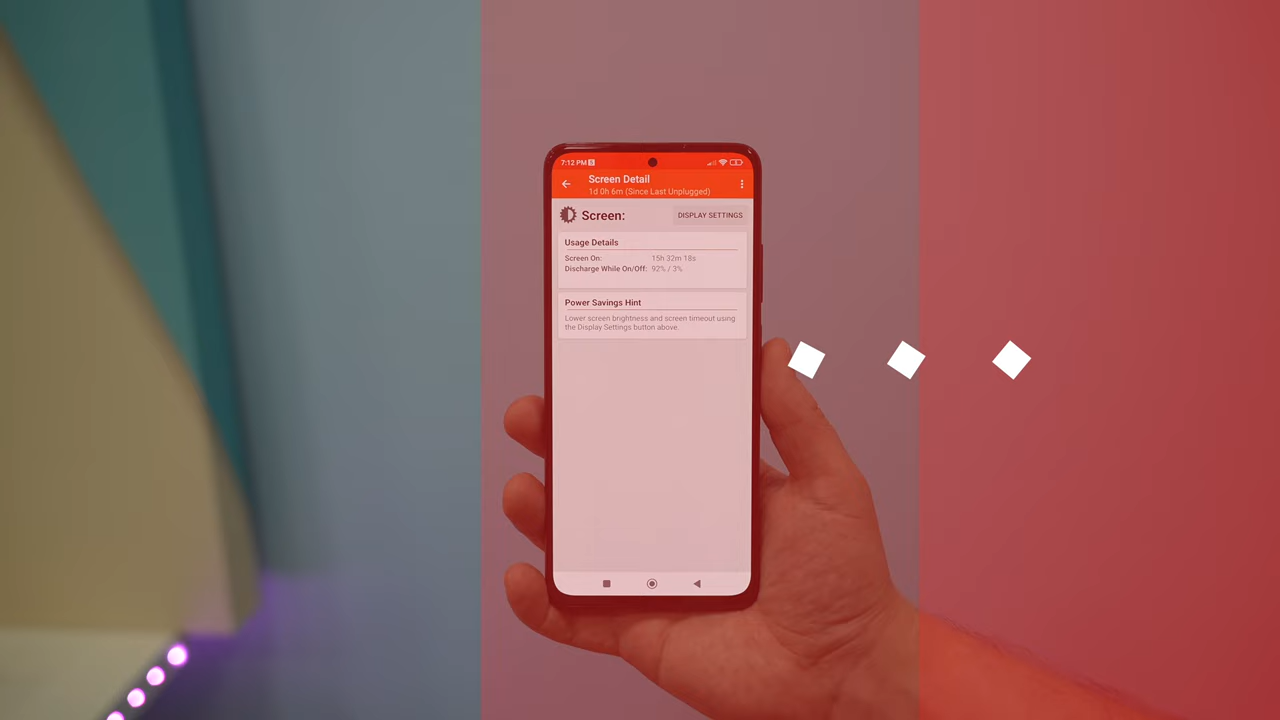 7:12 PM
Screen Detail
1d 0h 6m (Since Last Unplugged)
Screen:
DISPLAY SETTINGS
Usage Details
Screen On: 15h 32m 18s
Discharge While On/Off: 92% / 3%
Power Savings Hint
Lower screen brightness and screen timeout using
the Display Settings button above.